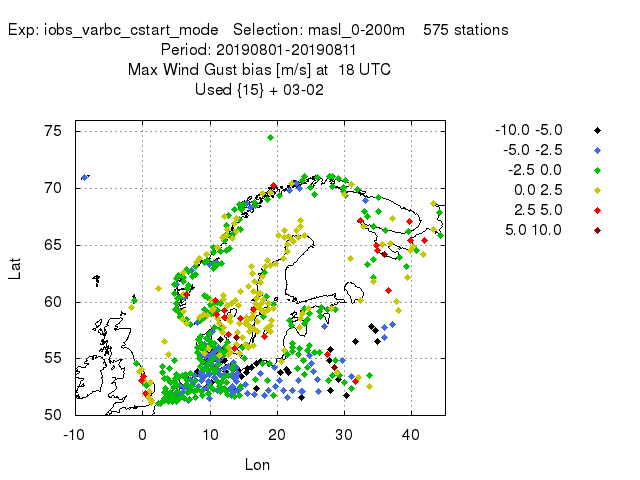 Exp: iobs_varbc_cstart_mode   Selection: masl_0-200m    575 stations
Period: 20190801-20190811
Max Wind Gust bias [m/s] at  18 UTC
Used {15} + 03-02
-10.0 -5.0
-5.0 -2.5
-2.5 0.0
0.0 2.5
2.5 5.0
5.0 10.0
75
70
65
60
55
50
Lat
-10 0 10 20 30 40
Lon